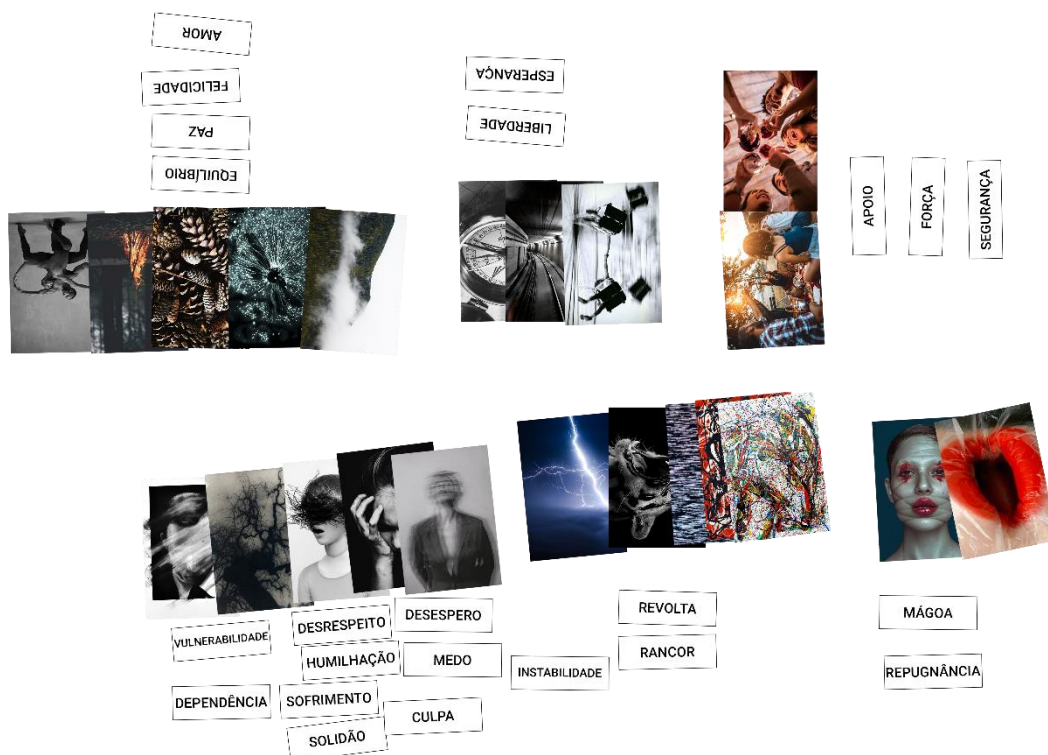 AMOR
FELICIDADE
PAZ
EQUILÍBRIO
ESPERANÇA
LIBERDADE
APOIO
FORÇA
SEGURANÇA
VULNERABILIDADE
DESRESPEITO
DESESPERO
HUMILHAÇÃO
MEDO
DEPENDÊNCIA
SOFRIMENTO
SOLIDÃO
CULPA
INSTABILIDADE
REVOLTA
RANCOR
MÁGOA
REPUGNÂNCIA